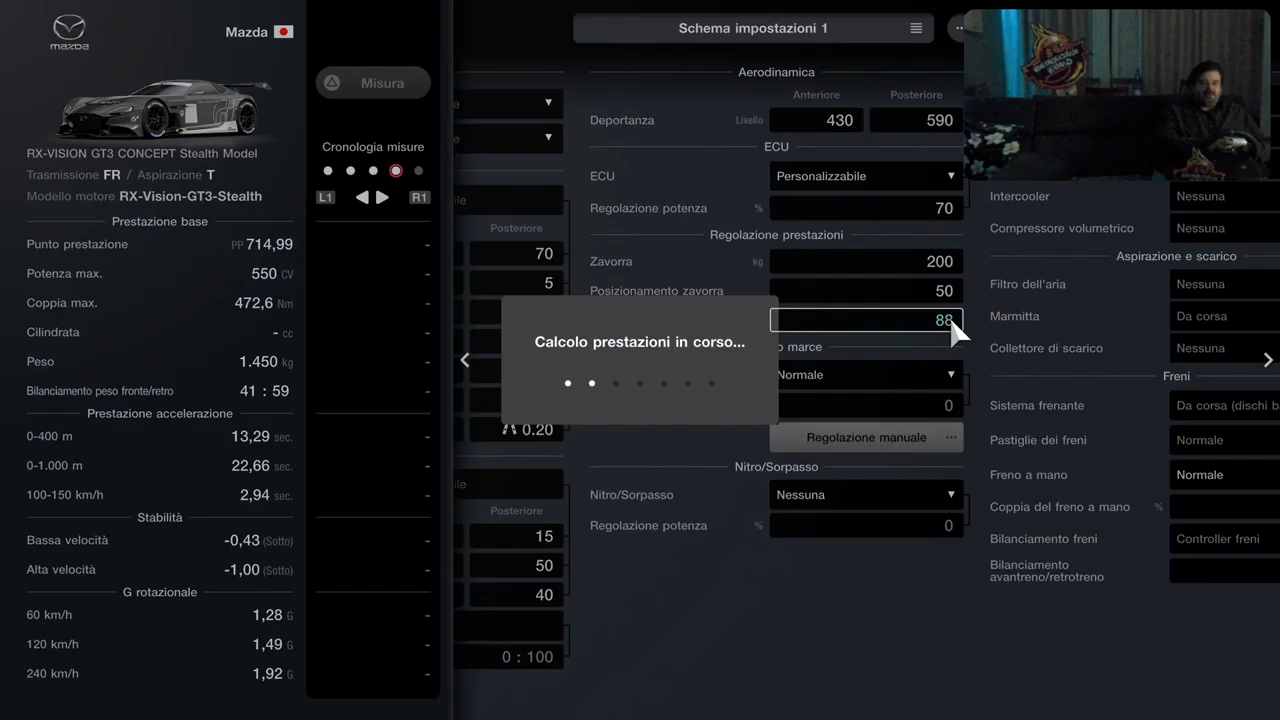 mazda
Mazda
RX-VISION GT3 CONCEPT Stealth Model
Trasmissione FR / Aspirazione T
Modello motore RX-Vision-GT3-Stealth
Prestazione base
Punto prestazione PP 714,99
Potenza max. 550 CV
Coppia max. 472,6 Nm
Cilindrata - cc
Peso 1.450 kg
Bilanciamento peso fronte/retro 41 : 59
Prestazione accelerazione
0-400 m 13,29 sec.
0-1.000 m 22,66 sec.
100-150 km/h 2,94 sec.
Stabilità
Bassa velocità -0,43 (Sotto)
Alta velocità -1,00 (Sotto)
G rotazionale
60 km/h 1,28 G
120 km/h 1,49 G
240 km/h 1,92 G
Misura
Cronologia misure
L1 R1
-
-
-
-
-
-
-
-
-
-
-
-
-
-
Posteriore
70
5
0.20
Posteriore
15
50
40
0 : 100
Schema impostazioni 1
Aerodinamica
Anteriore Posteriore
Deportanza Livello 430 590
ECU
ECU Personalizzabile
Regolazione potenza % 70
Regolazione prestazioni
Zavorra kg 200
Posizionamento zavorra 50
88
o marce
Normale
0
Regolazione manuale ...
Nitro/Sorpasso
Nitro/Sorpasso Nessuna
Regolazione potenza % 0
Calcolo prestazioni in corso...
Intercooler Nessuna
Compressore volumetrico Nessuna
Aspirazione e scarico
Filtro dell'aria Nessuna
Marmitta Da corsa
Collettore di scarico Nessuna
Freni
Sistema frenante Da corsa (dischi b
Pastiglie dei freni Normale
Freno a mano Normale
Coppia del freno a mano %
Bilanciamento freni Controller freni
Bilanciamento
avantreno/retrotreno